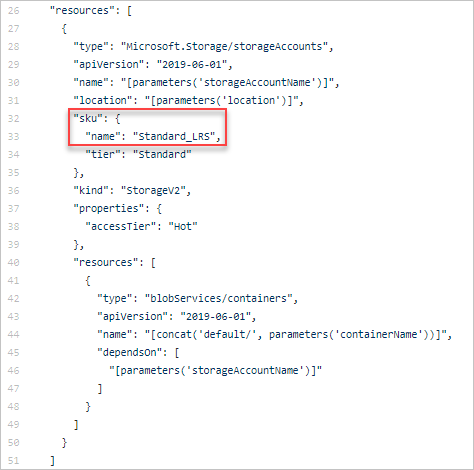 26 "resources": [
27 {
28 "type": "Microsoft.Storage/storageAccounts",
29 "apiVersion": "2019-06-01",
30 "name": "[parameters('storageAccountName')]",
31 "location": "[parameters('location')]",
32 "sku": {
33 "name": "Standard_LRS",
34 "tier": "Standard"
35 },
36 "kind": "StorageV2",
37 "properties": {
38 "accessTier": "Hot"
39 },
40 "resources": [
41 {
42 "type": "blobServices/containers",
43 "apiVersion": "2019-06-01",
44 "name": "[concat('default/', parameters('containerName'))]",
45 "dependsOn": [
46 "[parameters('storageAccountName')]"
47 ]
48 }
49 ]
50 }
51 ]